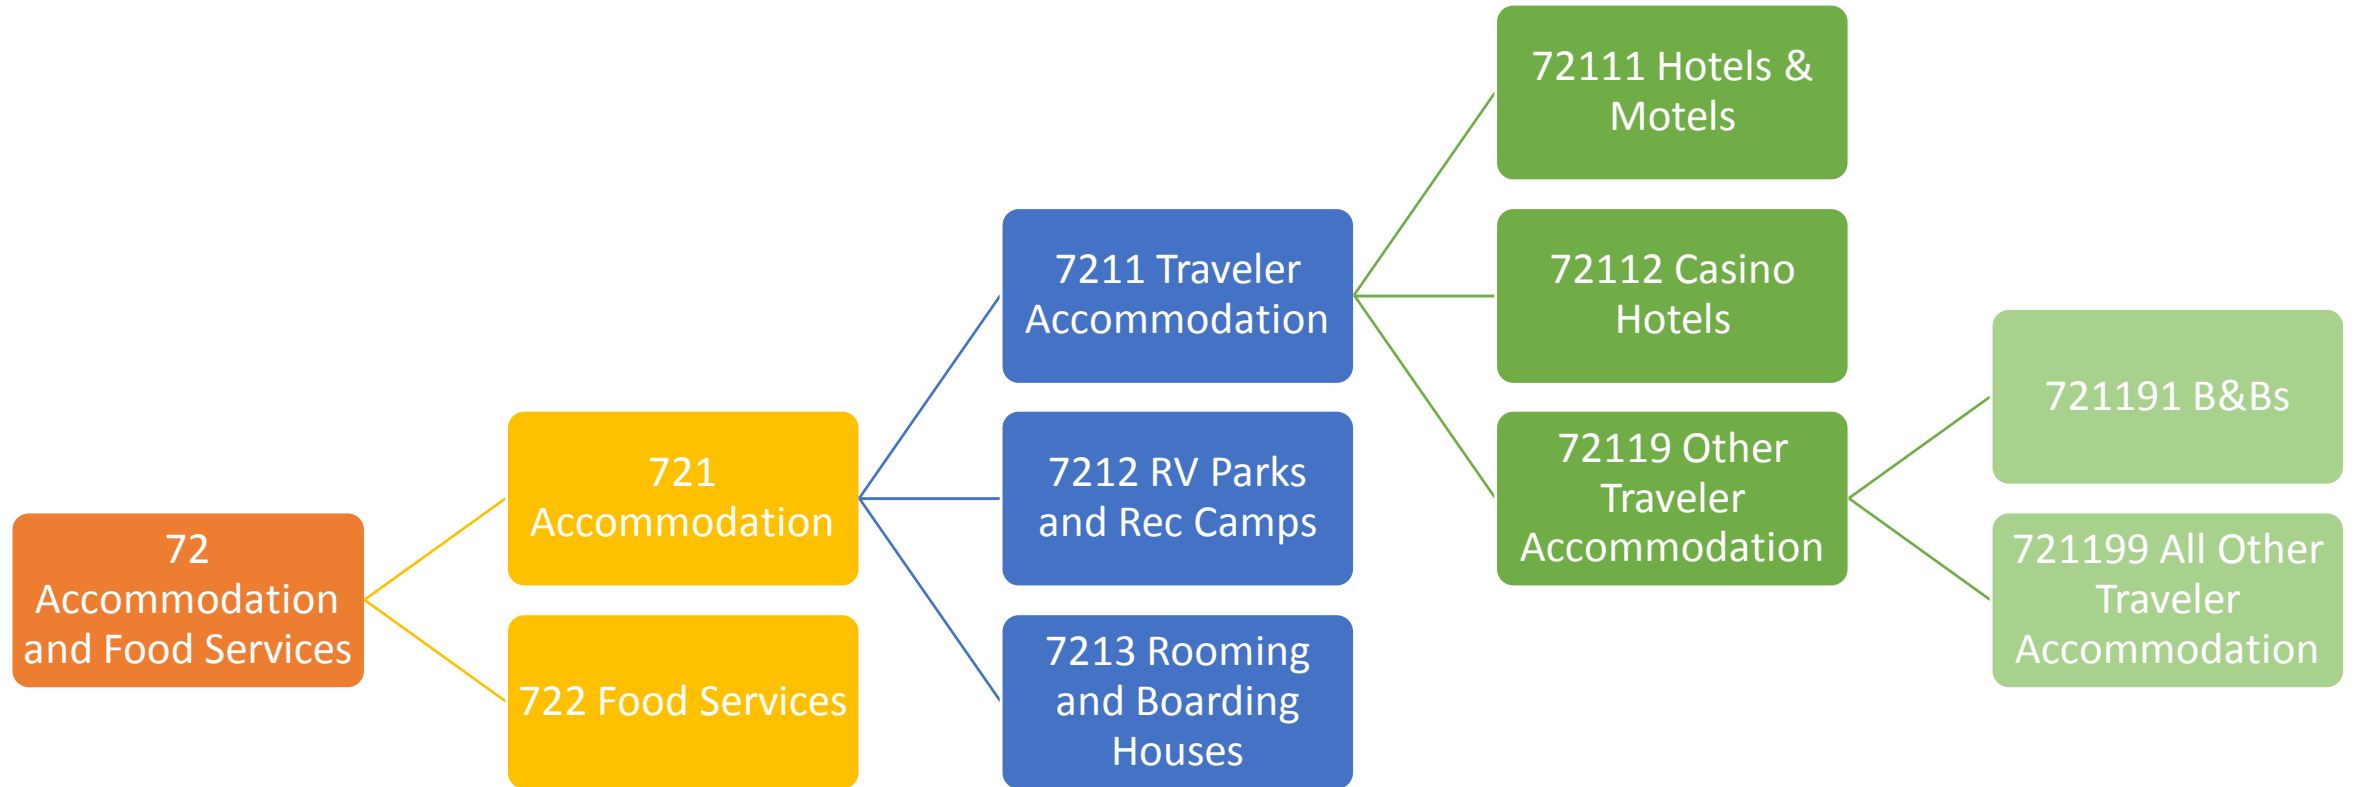 72
Accommodation
and Food Services
721
Accommodation
722 Food Services
7211 Traveler
Accommodation
7212 RV Parks
and Rec Camps
7213 Rooming
and Boarding
Houses
72111 Hotels &
Motels
72112 Casino
Hotels
72119 Other
Traveler
Accommodation
721191 B&Bs
721199 All Other
Traveler
Accommodation